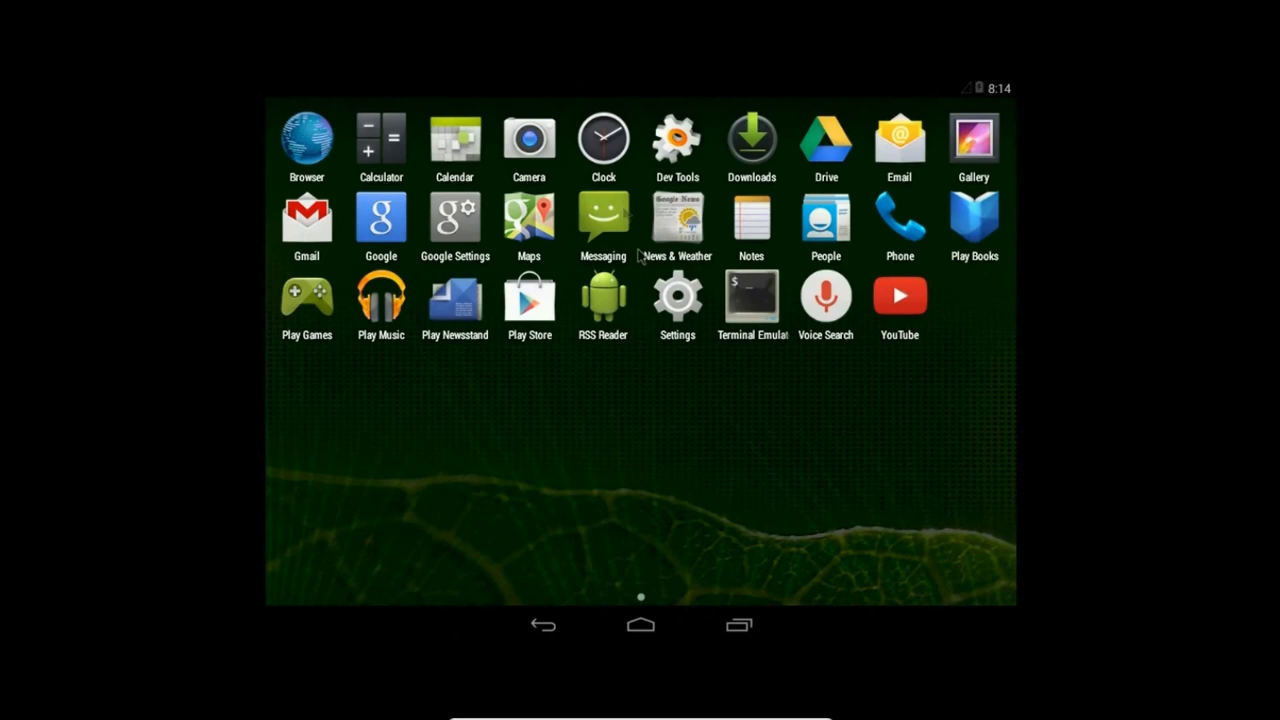 8:14
Browser Calculator Calendar Camera Clock Dev Tools Downloads Drive Email Gallery
Google News
Gmail Google Google Settings Maps Messaging News & Weather Notes People Phone Play Books
Play Games Play Music Play Newsstand Play Store RSS Reader Settings Terminal Emulat Voice Search YouTube